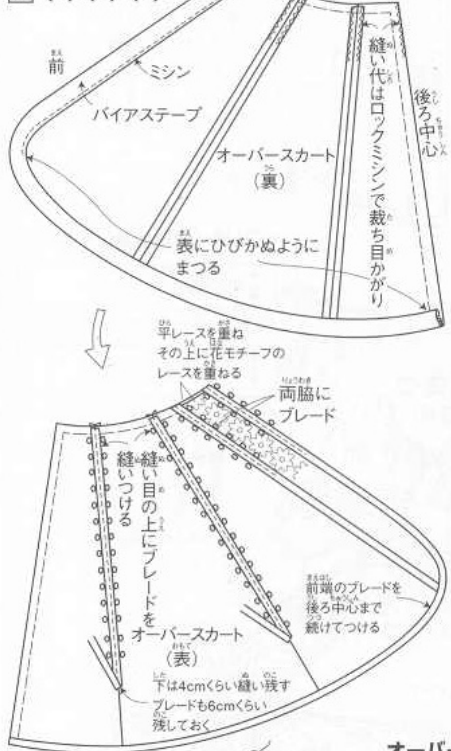 前
ミシン
バイアステープ
オーバースカート
(裏)
縫い代はロックミシンで裁ち目かがり
後ろ中心
表にひびかぬように
まつる
平レースを重ね
その上に花モチーフの
レースを重ねる
両脇に
ブレード
縫い目の上にブレードを
縫いつける
オーバースカート
(表)
前端のブレードを
後ろ中心まで
続けてつける
下は4cmくらい縫い残す
ブレードも6cmくらい
残しておく
オーバ